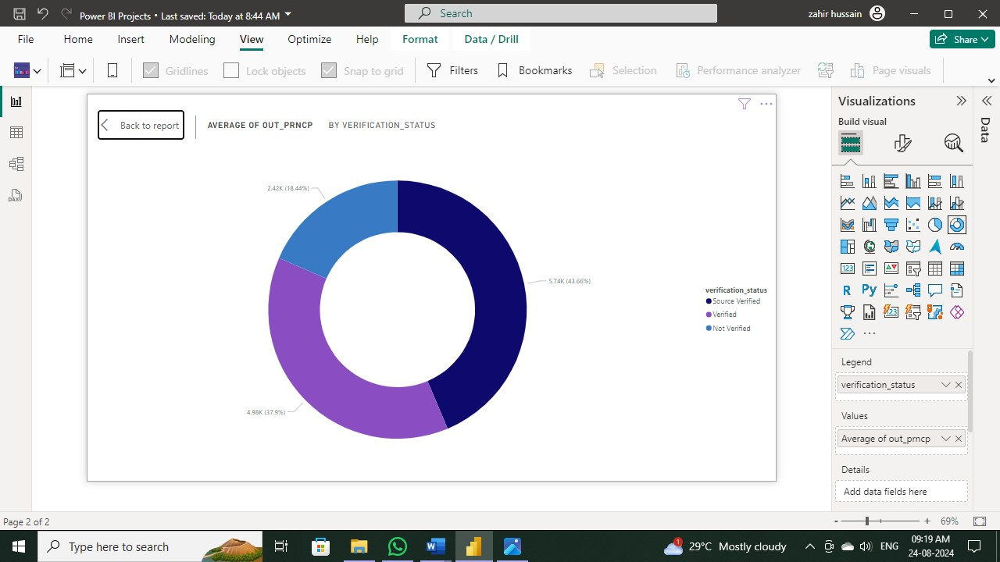 Power BI Projects • Last saved: Today at 8:44 AM
Search
zahir hussain
File Home Insert Modeling View Optimize Help Format Data / Drill
Share
Gridlines Lock objects Snap to grid Filters Bookmarks Selection Performance analyzer Page visuals
Back to report
AVERAGE OF OUT_PRNCP BY VERIFICATION_STATUS
2.42K (18.44%)
5.74K (43.66%)
4.98K (37.9%)
verification_status
Source Verified
Verified
Not Verified
DAX
Visualizations
Build visual
123
R Py
123
Legend
verification_status
Values
Average of out_prncp
Details
Add data fields here
Data
Page 2 of 2
- + 69%
Type here to search
W
1
29°C Mostly cloudy
ENG
09:19 AM
24-08-2024